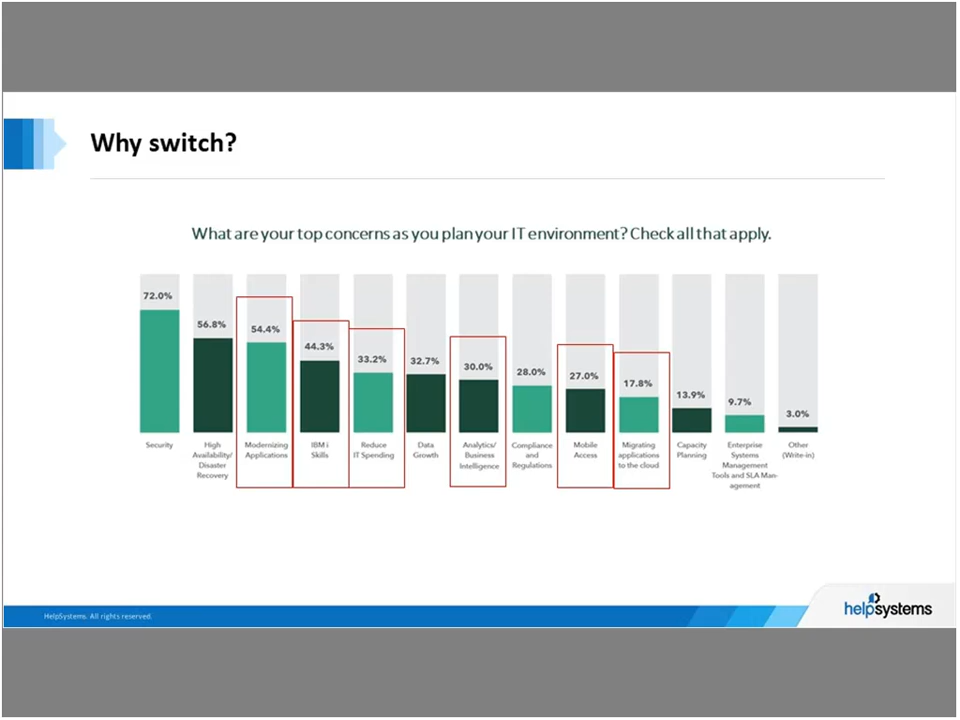 Why switch?
What are your top concerns as you plan your IT environment? Check all that apply.
72.0%
56.8%
54.4%
44.3%
33.2%
32.7%
30.0%
28.0%
27.0%
17.8%
13.9%
9.7%
3.0%
Security
High
Availability/
Disaster
Recovery
Modernizing
Applications
IBM i
Skills
Reduce
IT Spending
Data
Growth
Analytics/
Business
Intelligence
Compliance
and
Regulations
Mobile
Access
Migrating
applications
to the cloud
Capacity
Planning
Enterprise
Systems
Management
Tools and SLA Man-
agement
Other
(Write-in)
HelpSystems. All rights reserved.
helpsystems